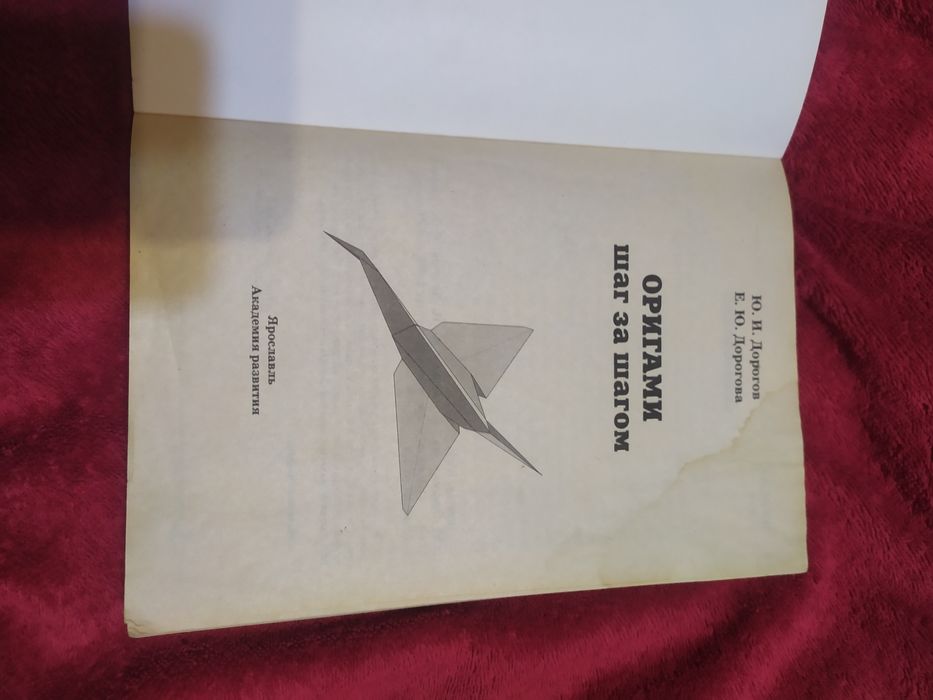 Ю. И. Дорогов
Е. Ю. Дорогова
ОРИГАМИ
шаг за шагом
Ярославль
Академия развития